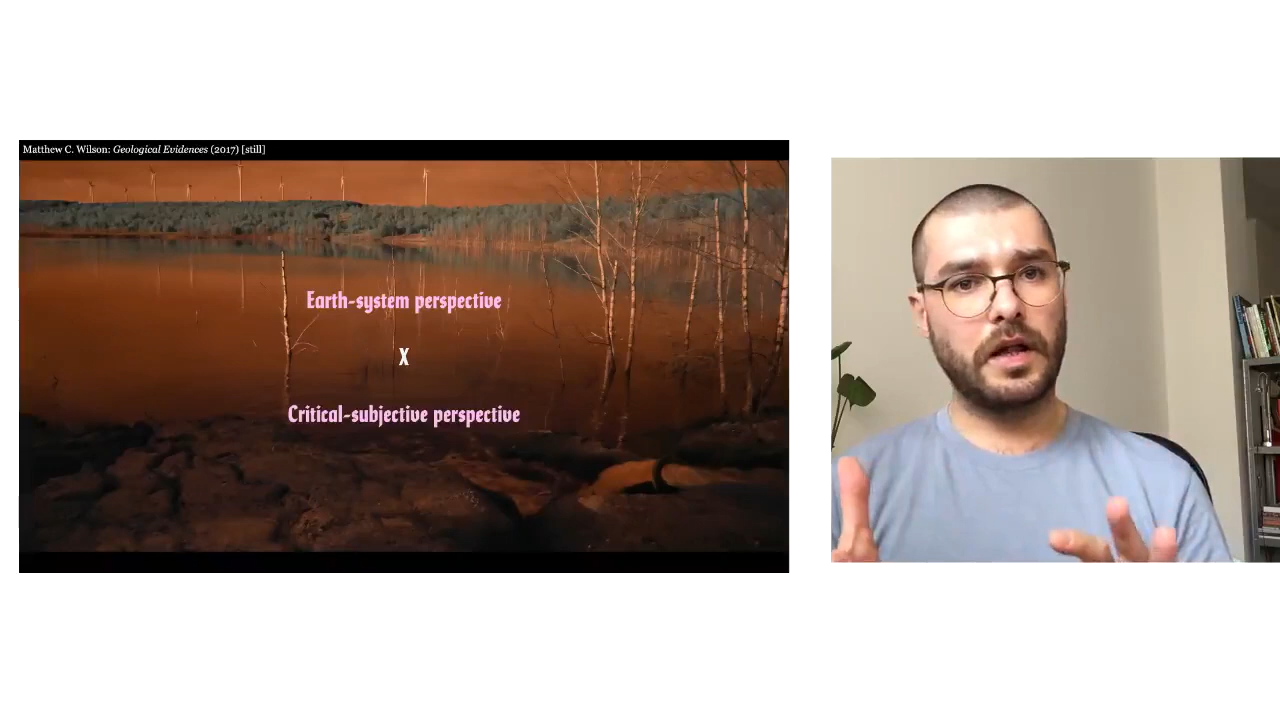 Matthew C. Wilson: Geological Evidences (2017) [still]
Earth-system perspective
X
Critical-subjective perspective